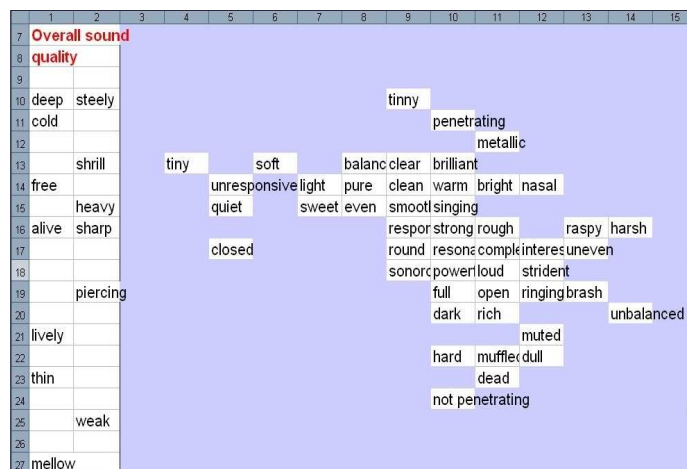 1 2 3 4 5 6 7 8 9 10 11 12 13 14 15
7 Overall sound
8 quality
9
10 deep steely tinny
11 cold penetrating
12 metallic
13 shrill tiny soft balanc clear brilliant
14 free unresponsive light pure clean warm bright nasal
15 heavy quiet sweet even smooth singing
16 alive sharp respor strong rough raspy harsh
17 closed round resona comple interes uneven
18 sonoro powerf loud strident
19 piercing full open ringing brash
20 dark rich unbalanced
21 lively muted
22 hard muffled dull
23 thin dead
24 not penetrating
25 weak
26
27 mellow